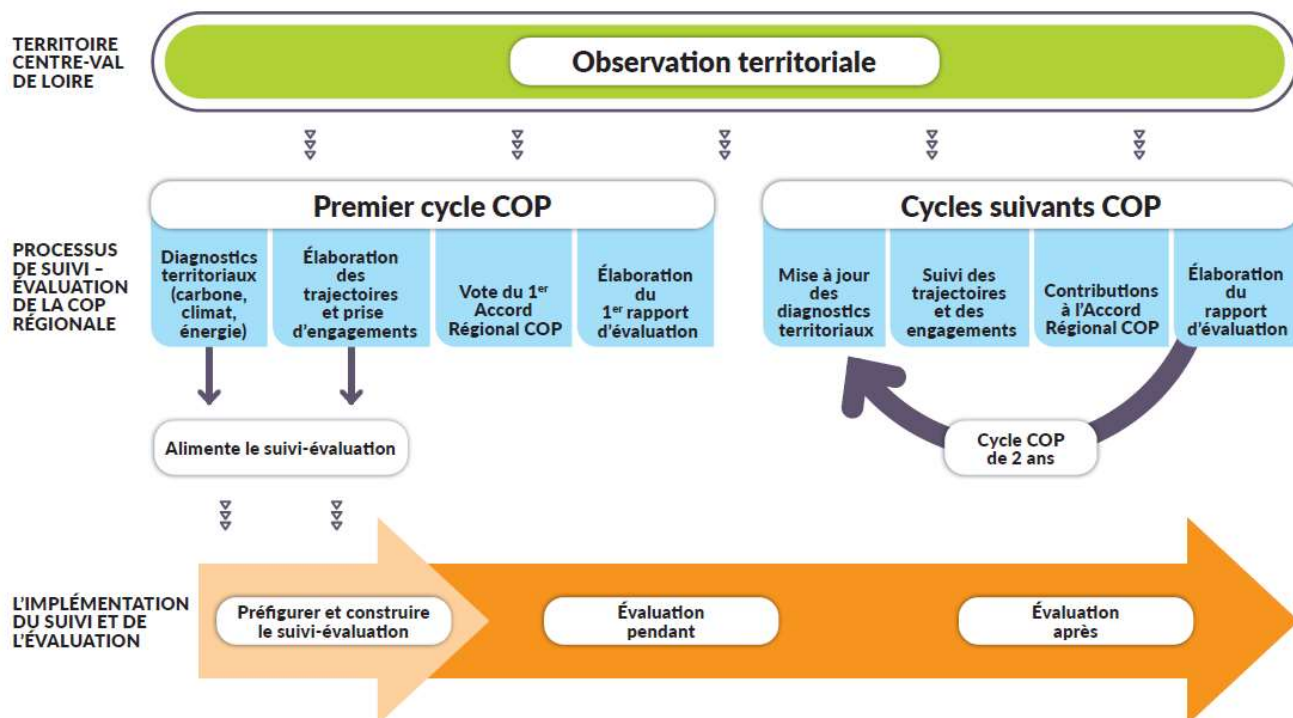 TERRITOIRE
CENTRE-VAL
DE LOIRE
Observation territoriale
Premier cycle COP
Cycles suivants COP
PROCESSUS
DE SUIVI –
ÉVALUATION
DE LA COP
RÉGIONALE
Diagnostics
territoriaux
(carbone,
climat,
énergie)
Élaboration
des
trajectoires
et prise
d’engagements
Vote du 1er
Accord
Régional COP
Élaboration
du
1er rapport
d’évaluation
Mise à jour
des
diagnostics
territoriaux
Suivi des
trajectoires
et des
engagements
Contributions
à l’Accord
Régional COP
Élaboration
du
rapport
d’évaluation
Alimente le suivi-évaluation
Cycle COP
de 2 ans
L’IMPLÉMENTATION
DU SUIVI ET DE
L’ÉVALUATION
Préfigurer et construire
le suivi-évaluation
Évaluation
pendant
Évaluation
après